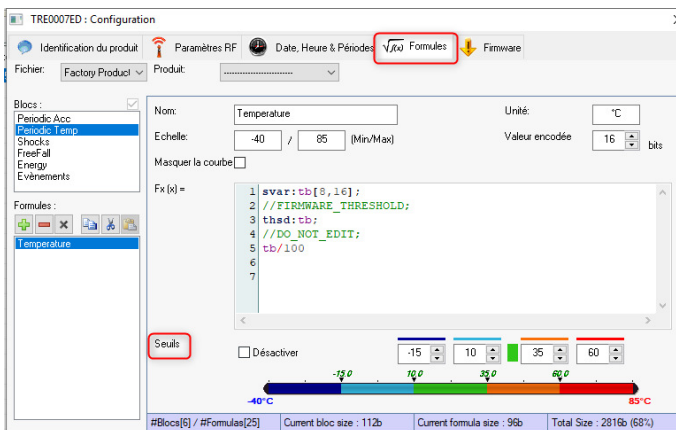 TRE0007ED : Configuration
Identification du produit
Paramètres RF
Date, Heure & Périodes
√f(x) Formules
Firmware
Fichier: Factory Product Produit: --------------------------
Blocs :
Periodic Acc
Periodic Temp
Shocks
FreeFall
Energy
Evènements
Formules :
Temperature
Nom: Temperature Unité: °C
Echelle: -40 / 85 (Min/Max) Valeur encodée 16 bits
Masquer la courbe
Fx (x) =
1 svar:tb[8,16];
2 //FIRMWARE_THRESHOLD;
3 thsd:tb;
4 //DO_NOT_EDIT;
5 tb/100
6
7
Seuils
Désactiver -15 10 35 60
-15,0 10,0 35,0 60,0
-40°C 85°C
#Blocs[6] / #Formulas[25] Current bloc size : 112b Current formula size : 96b Total Size : 2816b (68%)